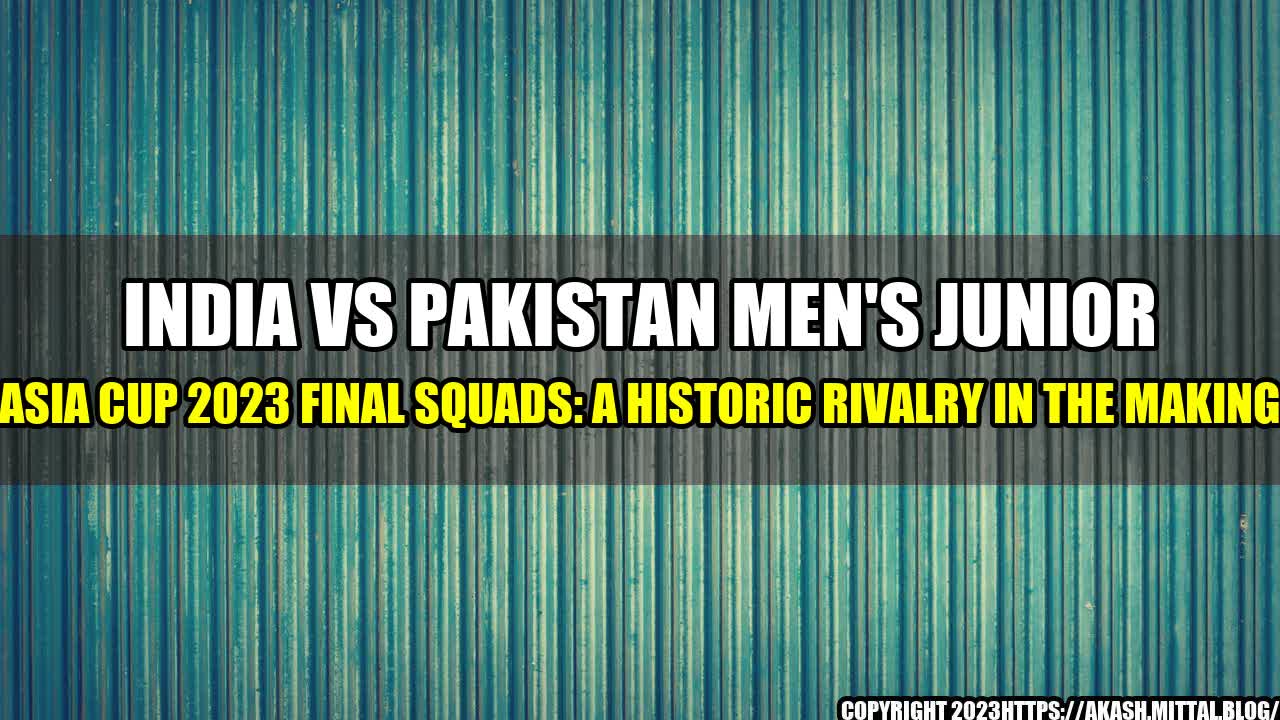 INDIA VS PAKISTAN MEN'S JUNIOR
ASIA CUP 2023 FINAL SQUADS: A HISTORIC RIVALRY IN THE MAKING
COPYRIGHT 2023HTTPS://AKASH.MITTAL.BLOG/